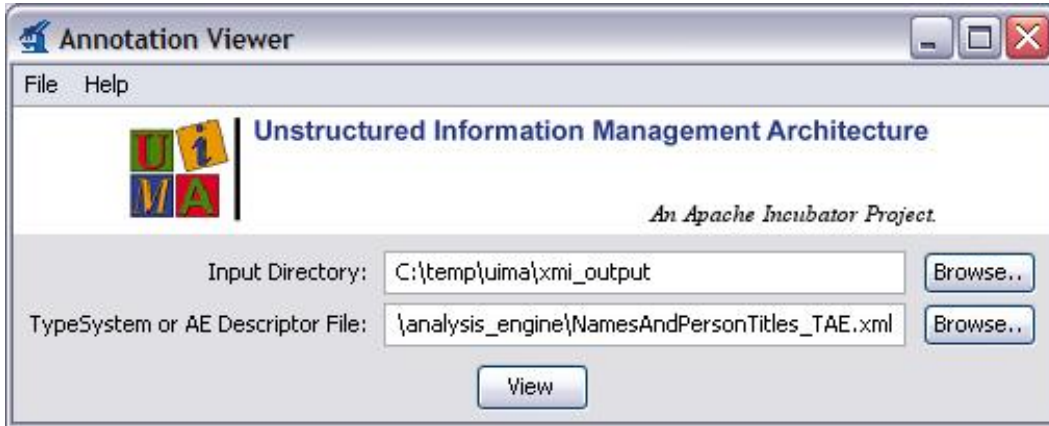 Annotation Viewer
File Help
UiMA
Unstructured Information Management Architecture
An Apache Incubator Project.
Input Directory: C:\temp\uima\xmi_output Browse..
TypeSystem or AE Descriptor File: \analysis_engine\NamesAndPersonTitles_TAE.xml Browse..
View